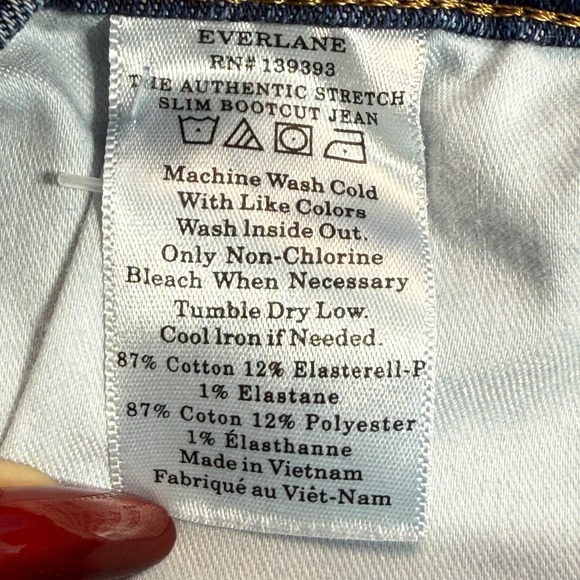 EVERLANE
RN# 139393
THE AUTHENTIC STRETCH
SLIM BOOTCUT JEAN
Machine Wash Cold
With Like Colors
Wash Inside Out.
Only Non-Chlorine
Bleach When Necessary
Tumble Dry Low.
Cool Iron if Needed.
87% Cotton 12% Elasterell-P
1% Elastane
87% Coton 12% Polyester
1% Élasthanne
Made in Vietnam
Fabriqué au Viêt-Nam